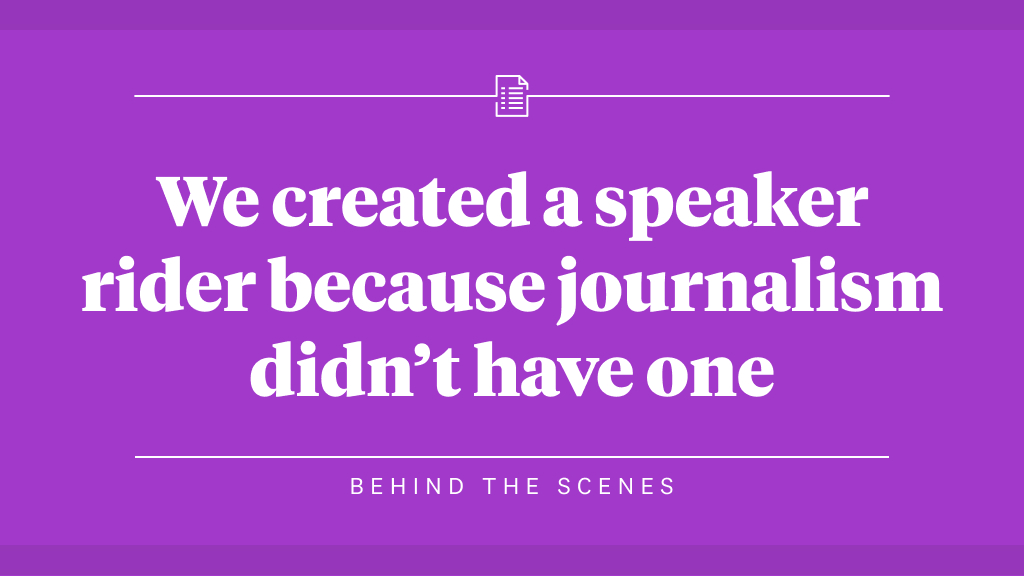 We created a speaker
rider because journalism
didn’t have one
BEHIND THE SCENES